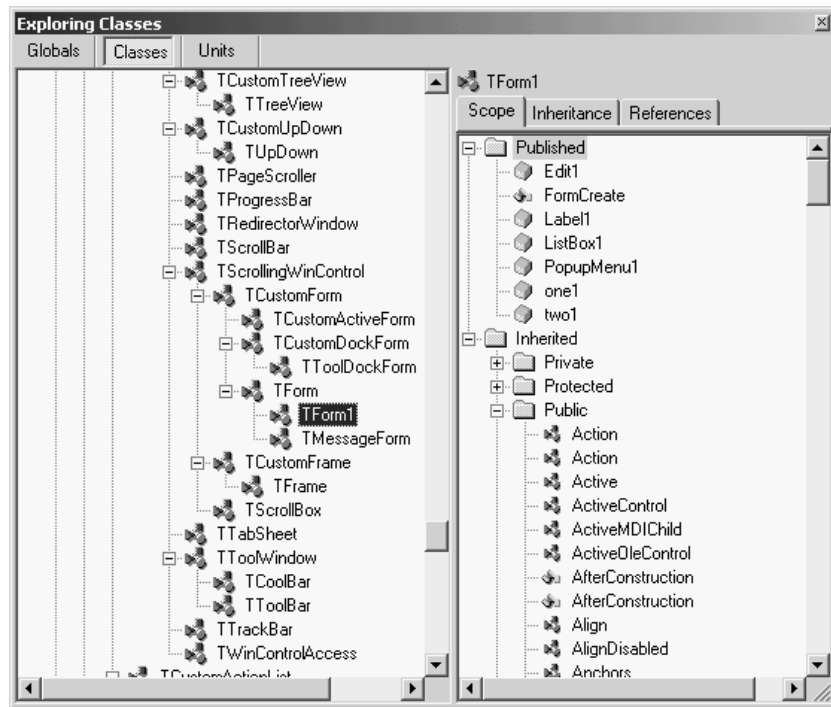 Exploring Classes
Globals
Classes
Units
TCustomTreeView
TTreeView
TCustomUpDown
TUpDown
TPageScroller
TProgressBar
TRedirectorWindow
TScrollBar
TScrollingWinControl
TCustomForm
TCustomActiveForm
TCustomDockForm
TToolDockForm
TForm
TForm1
TMessageForm
TCustomFrame
TFrame
TScrollBox
TTabSheet
TToolWindow
TCoolBar
TToolBar
TTrackBar
TWinControlAccess
TCustomActionList
TForm1
Scope
Inheritance
References
Published
Edit1
FormCreate
Label1
ListBox1
PopupMenu1
one1
two1
Inherited
Private
Protected
Public
Action
Action
Active
ActiveControl
ActiveMDIChild
ActiveOleControl
AfterConstruction
AfterConstruction
Align
AlignDisabled
Anchors